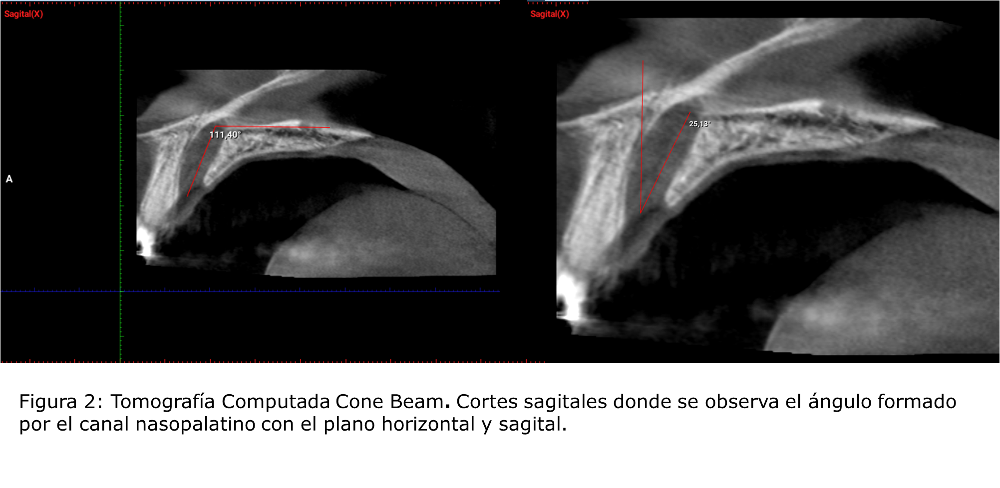 Sagital(X)
Sagital(X)
111,40°
25,13°
A
Figura 2: Tomografía Computada Cone Beam. Cortes sagitales donde se observa el ángulo formado
por el canal nasopalatino con el plano horizontal y sagital.